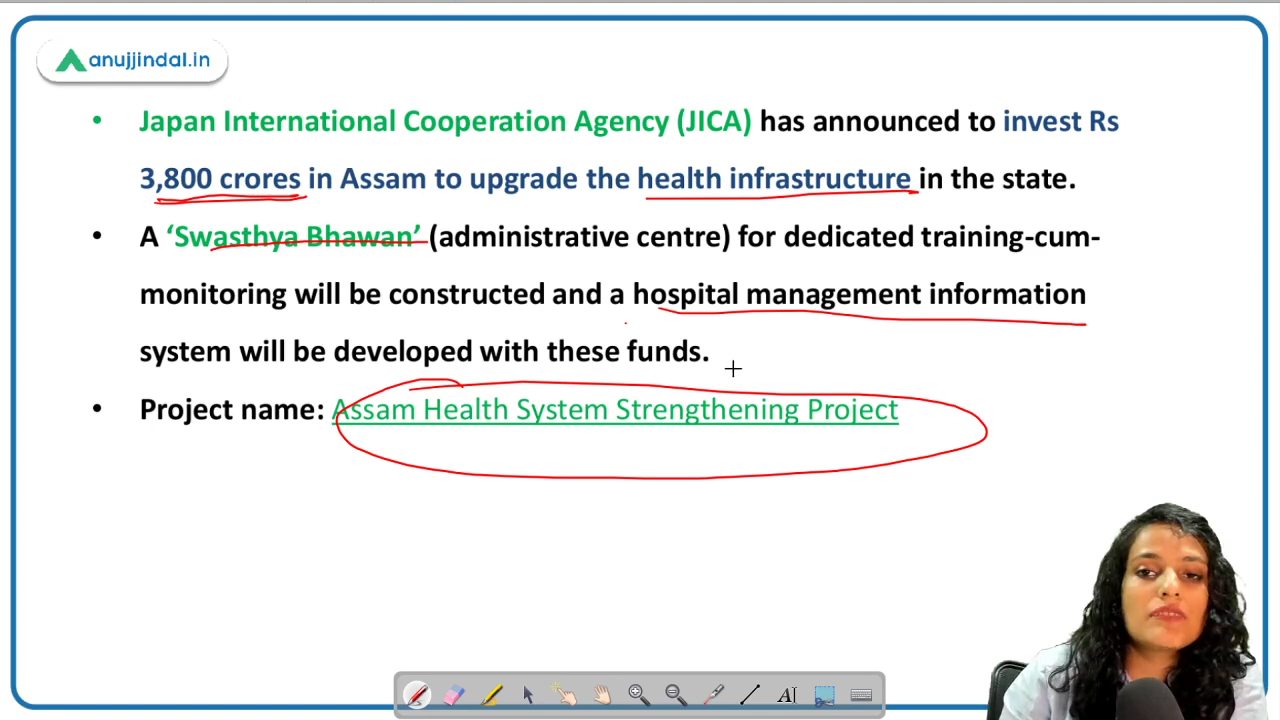 anujjindal.in
• Japan International Cooperation Agency (JICA) has announced to invest Rs
3,800 crores in Assam to upgrade the health infrastructure in the state.
• A ‘Swasthya Bhawan’ (administrative centre) for dedicated training-cum-
monitoring will be constructed and a hospital management information
system will be developed with these funds.
• Project name: Assam Health System Strengthening Project
A